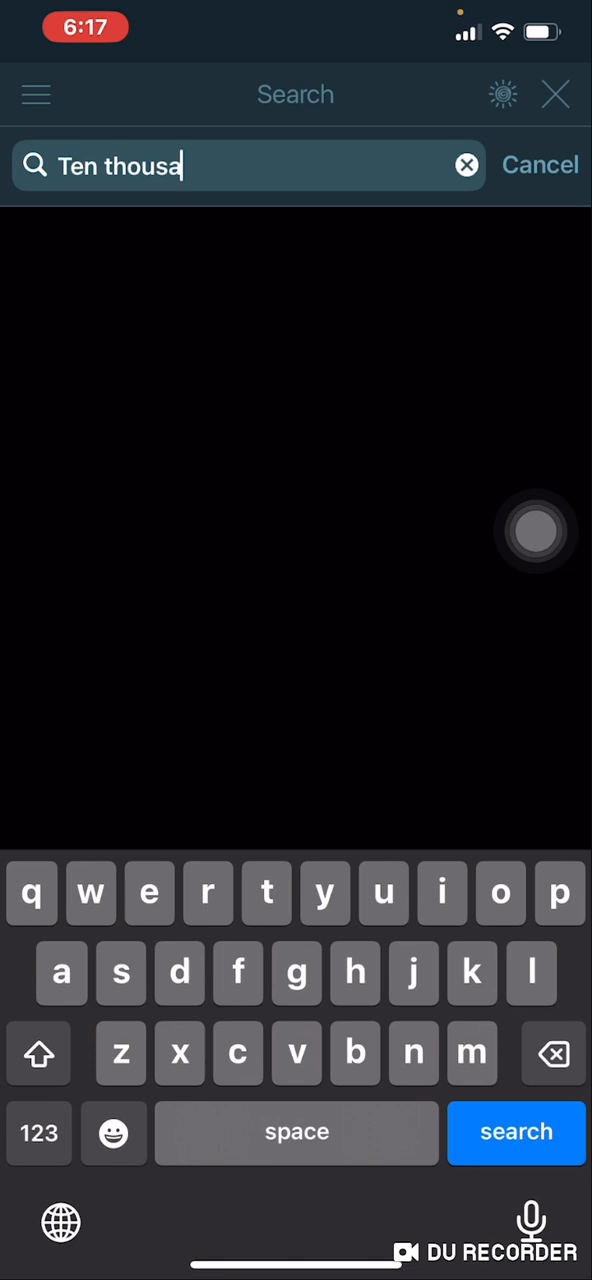 6:17
Search
Ten thousa
Cancel
q w e r t y u i o p
a s d f g h j k l
z x c v b n m
123 space search
DU RECORDER